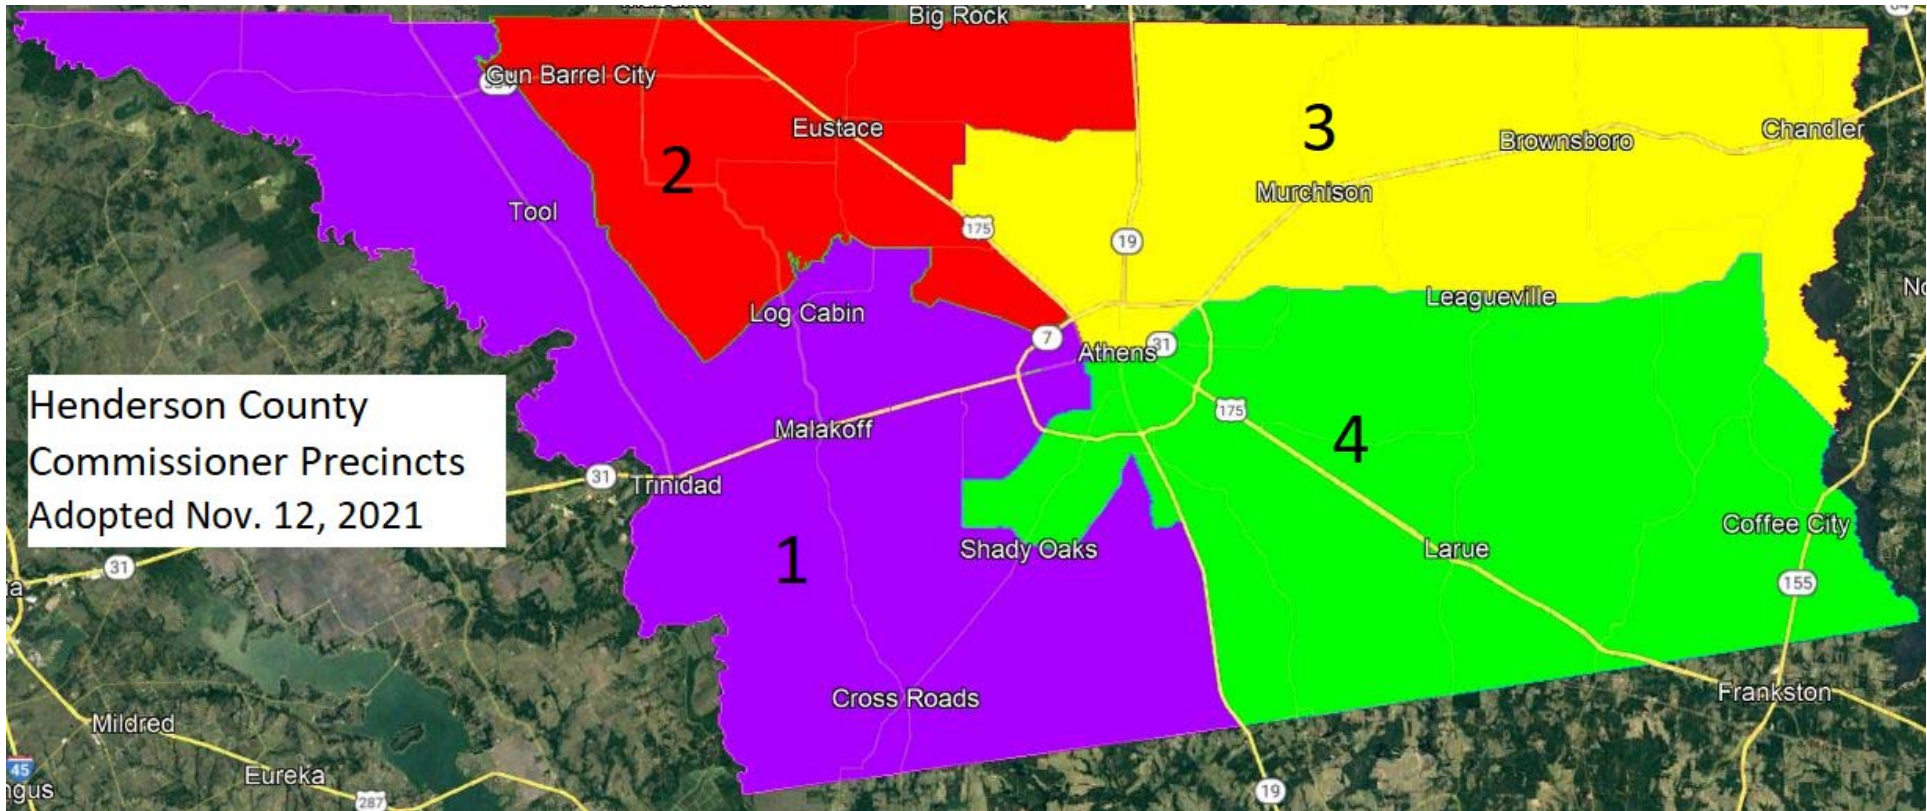 Big Rock
Gun Barrel City
Eustace
2
3
Brownsboro
Chandler
Murchison
Tool
175
19
Log Cabin
Leagueville
7
Athens
31
Henderson County
Commissioner Precincts
Adopted Nov. 12, 2021
Malakoff
175
4
31
Trinidad
Shady Oaks
1
Larue
Coffee City
31
155
Cross Roads
Frankston
Mildred
45
Eureka
287
19